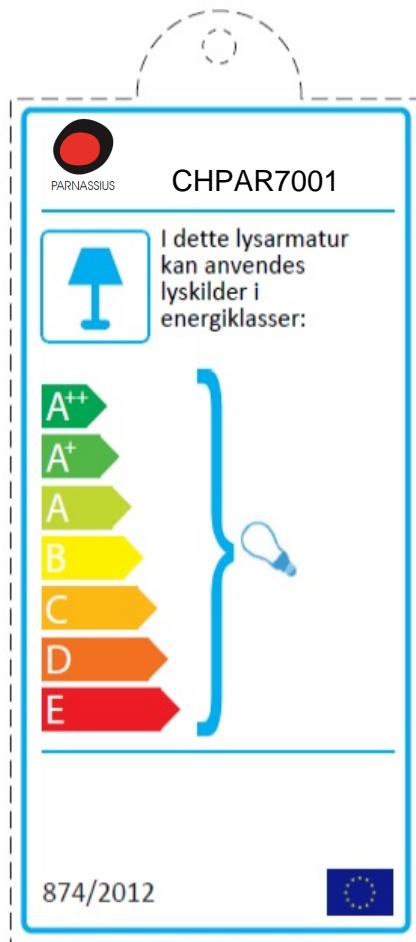 PARNASSIUS
CHPAR7001
I dette lysarmatur
kan anvendes
lyskilder i
energiklasser:
A++
A+
A
B
C
D
E
874/2012